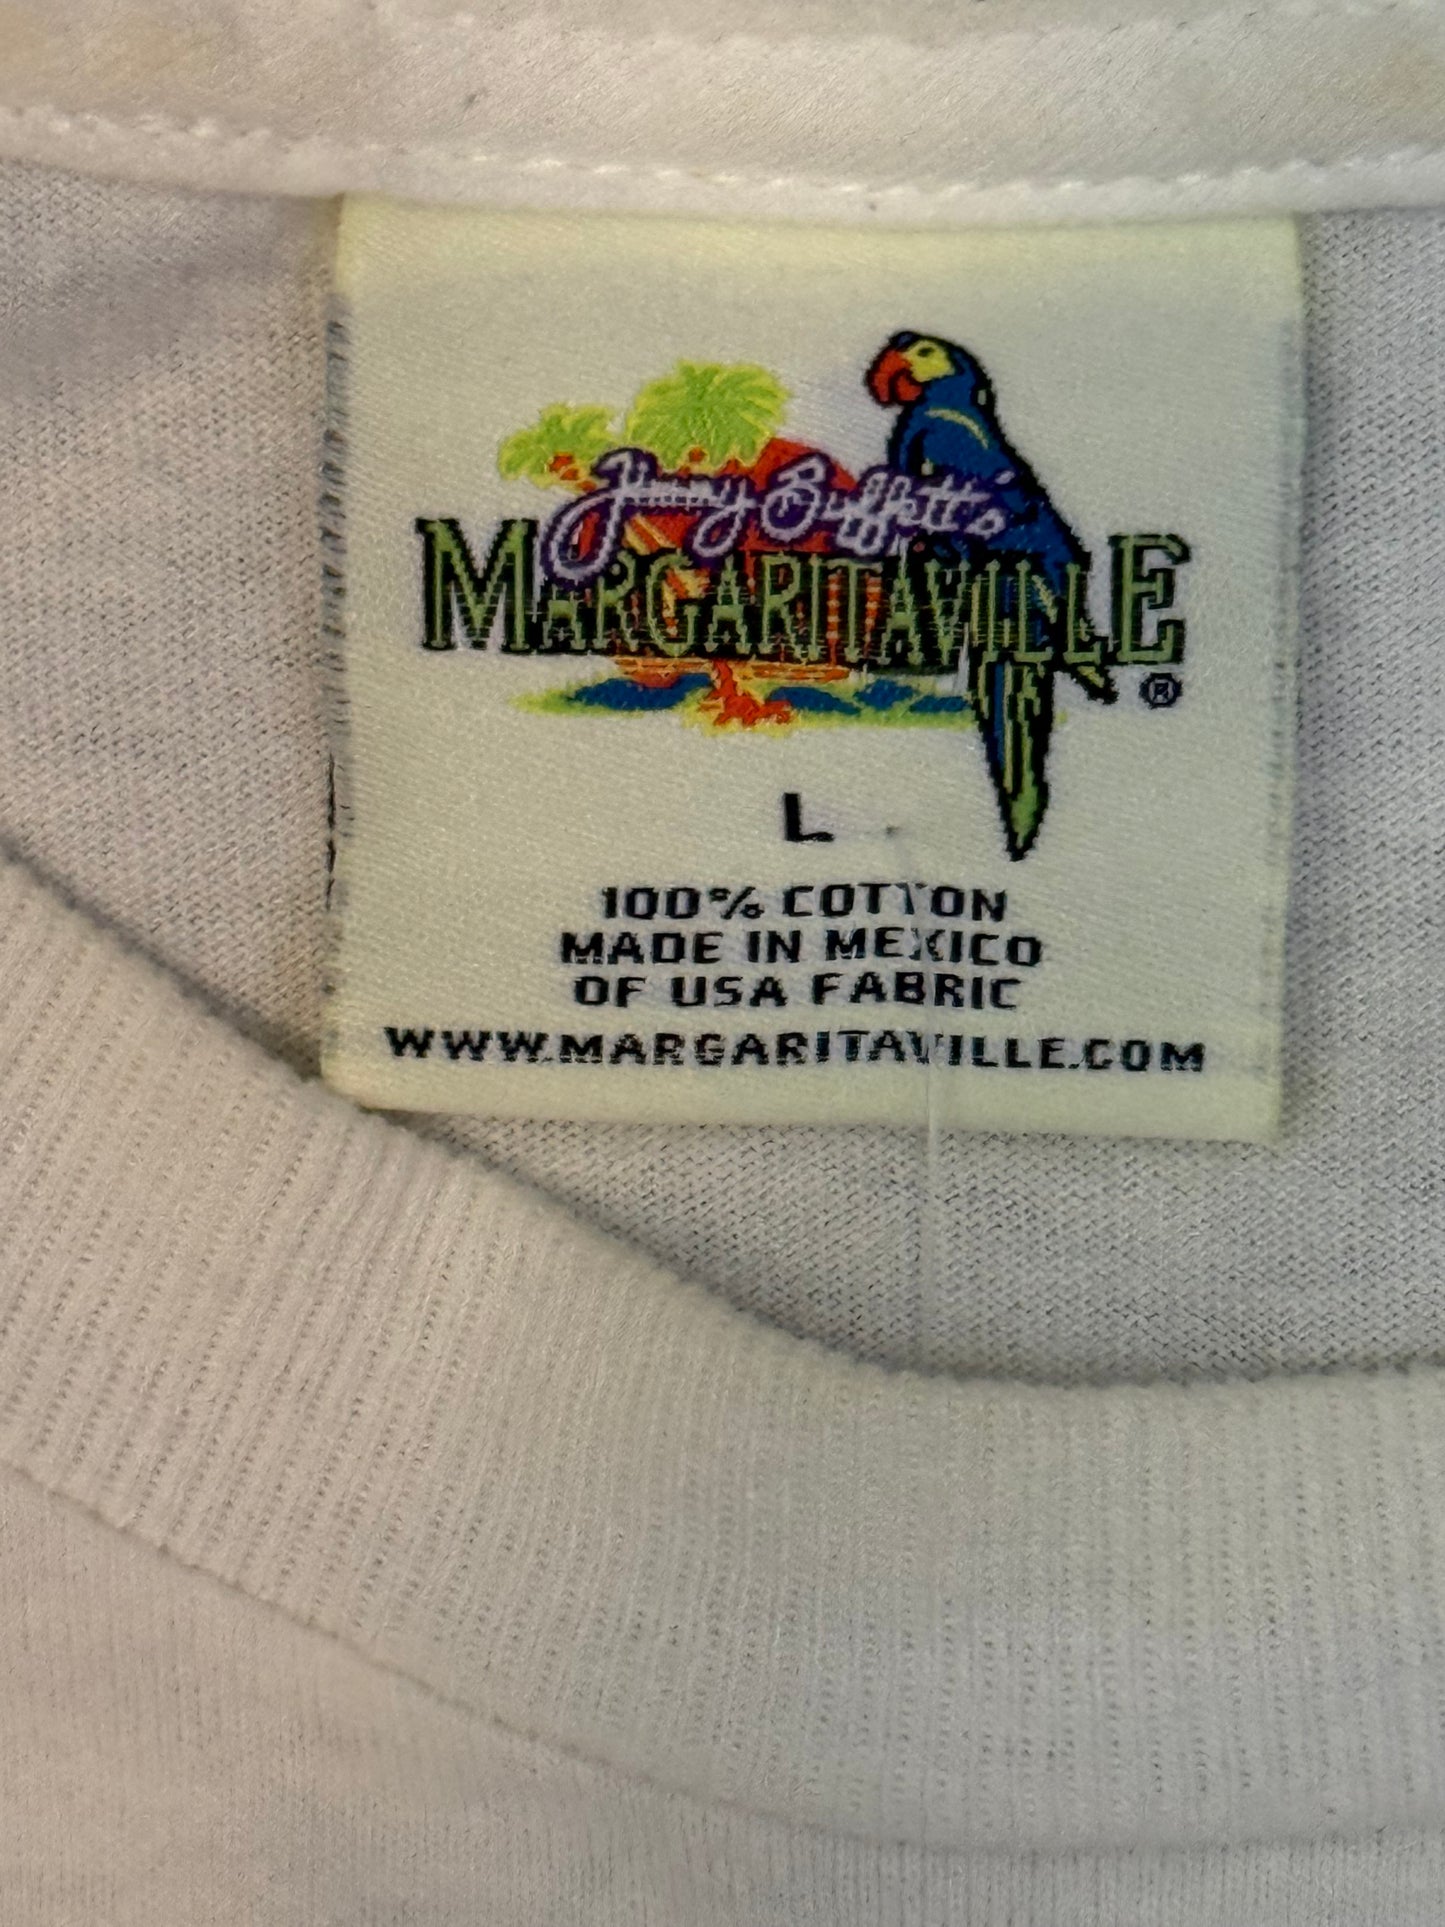 Jimmy Buffett's
MARGARITAVILLE®
L
100% COTTON
MADE IN MEXICO
OF USA FABRIC
WWW.MARGARITAVILLE.COM